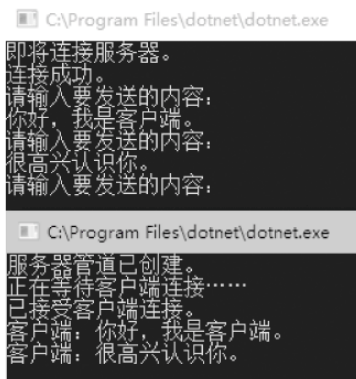 C:\Program Files\dotnet\dotnet.exe
即将连接服务器。
连接成功。
请输入要发送的内容：
你好，我是客户端。
请输入要发送的内容：
很高兴认识你。
请输入要发送的内容：
C:\Program Files\dotnet\dotnet.exe
服务器管道已创建。
正在等待客户端连接……
已接受客户端连接。
客户端：你好，我是客户端。
客户端：很高兴认识你。